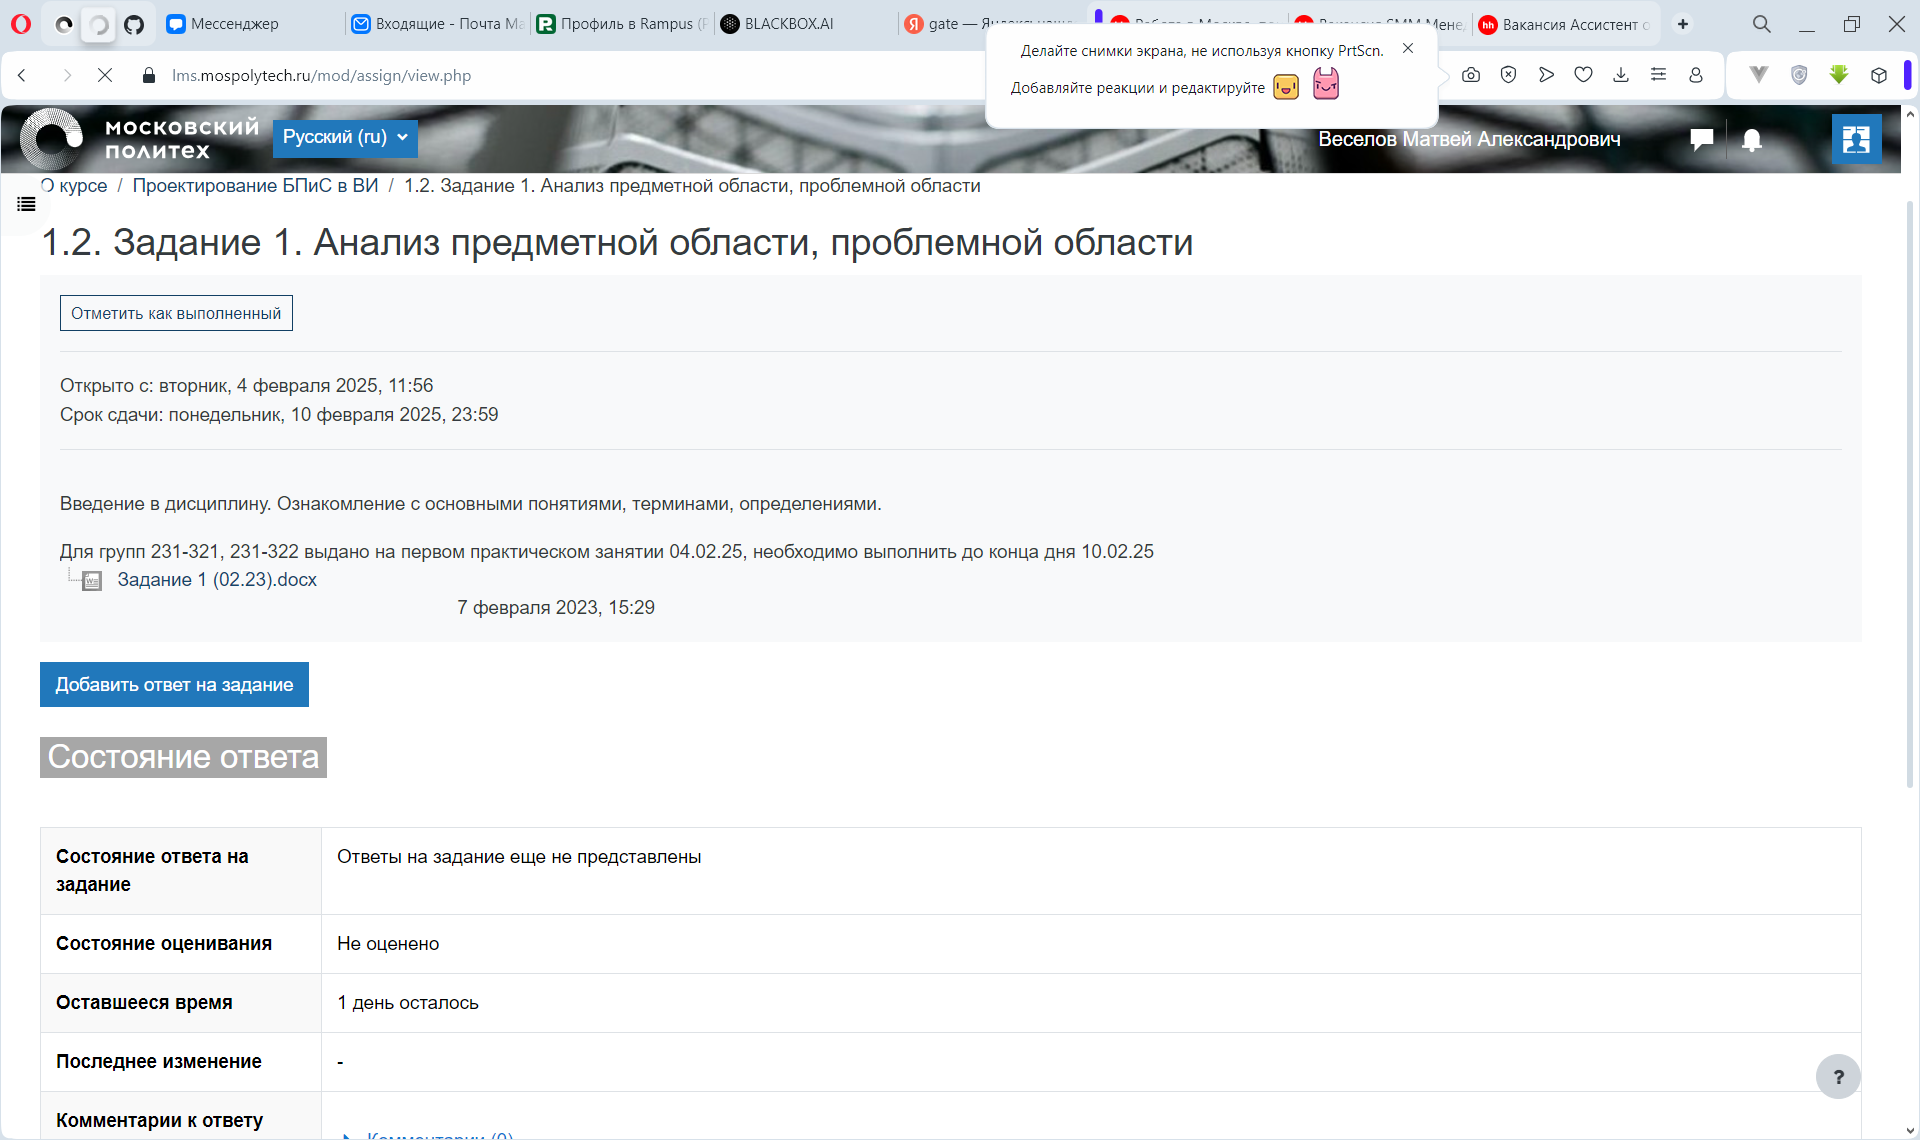 Мессенджер
Входящие - Почта Ма
Профиль в Rampus (Р
BLACKBOX.AI
gate —
Вакансия Ассистент о
Делайте снимки экрана, не используя кнопку PrtScn.
Добавляйте реакции и редактируйте
lms.mospolytech.ru/mod/assign/view.php
московский
политех
Русский (ru)
Веселов Матвей Александрович
О курсе / Проектирование БПиС в ВИ / 1.2. Задание 1. Анализ предметной области, проблемной области
1.2. Задание 1. Анализ предметной области, проблемной области
Отметить как выполненный
Открыто с: вторник, 4 февраля 2025, 11:56
Срок сдачи: понедельник, 10 февраля 2025, 23:59
Введение в дисциплину. Ознакомление с основными понятиями, терминами, определениями.
Для групп 231-321, 231-322 выдано на первом практическом занятии 04.02.25, необходимо выполнить до конца дня 10.02.25
Задание 1 (02.23).docx
7 февраля 2023, 15:29
Добавить ответ на задание
Состояние ответа
Состояние ответа на
задание
Ответы на задание еще не представлены
Состояние оценивания
Не оценено
Оставшееся время
1 день осталось
Последнее изменение
-
?
Комментарии к ответу
Комментарии (0)